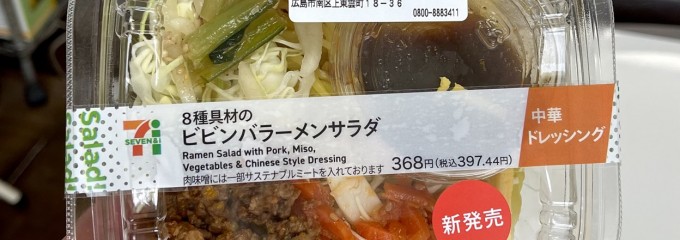 広島市南区上東雲町18-36
0800-8883411
Salad!
Salad!
SEVEN&i
8種具材の
ビビンバラーメンサラダ
Ramen Salad with Pork, Miso,
Vegetables & Chinese Style Dressing
肉味噌には一部サステナブルミートを入れております
368円(税込397.44円)
中華
ドレッシング
新発売